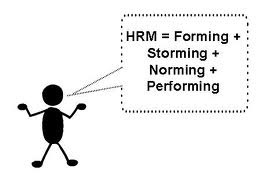 HRM = Forming +
Storming +
Norming +
Performing